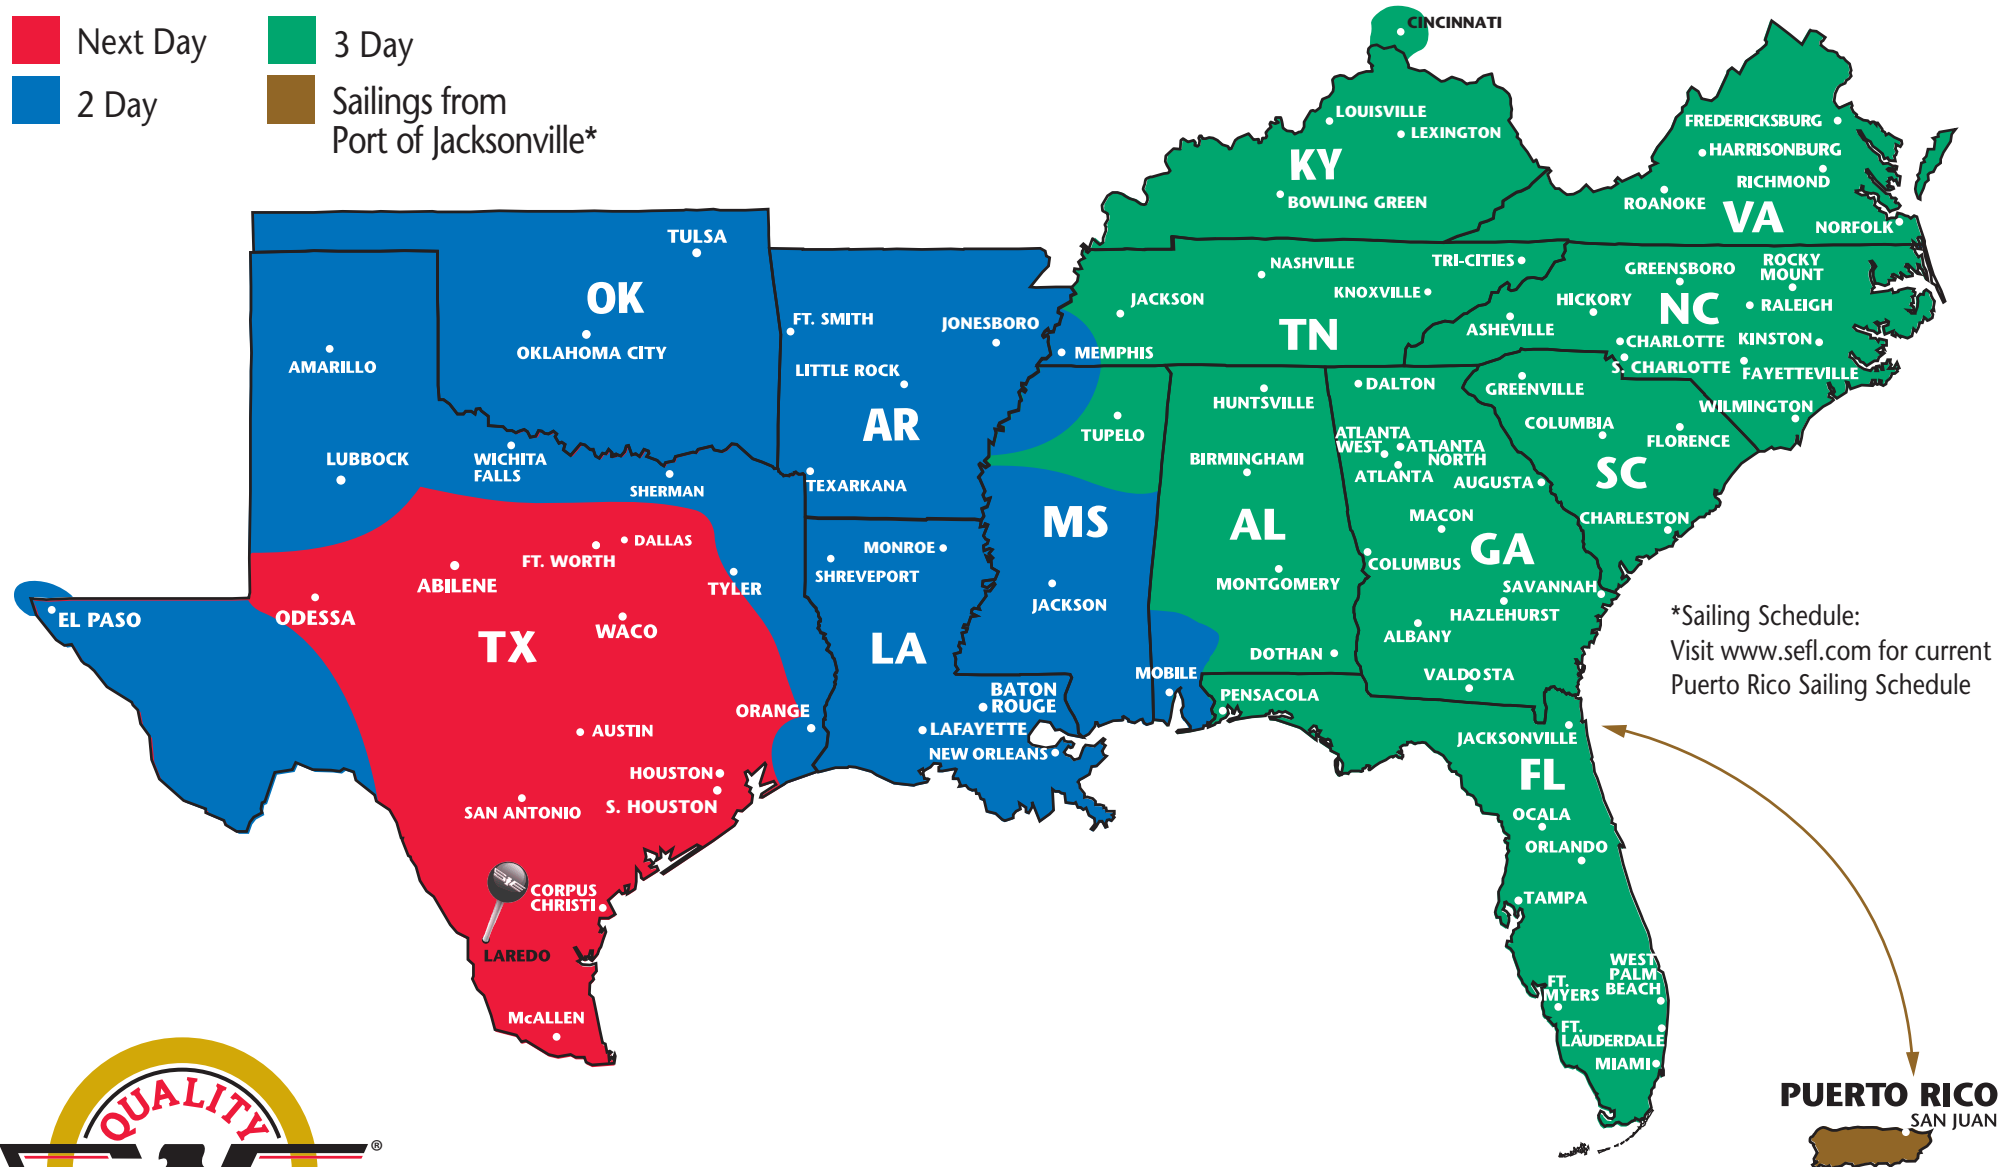 Next Day
3 Day
2 Day
Sailings from
Port of Jacksonville*
CINCINNATI
LOUISVILLE
LEXINGTON
KY
BOWLING GREEN
FREDERICKSBURG
HARRISONBURG
RICHMOND
ROANOKE
VA
NORFOLK
TULSA
OK
OKLAHOMA CITY
AMARILLO
LUBBOCK
WICHITA
FALLS
SHERMAN
FT. SMITH
JONESBORO
LITTLE ROCK
AR
TEXARKANA
NASHVILLE
TRI-CITIES
JACKSON
KNOXVILLE
TN
MEMPHIS
GREENSBORO
ROCKY
MOUNT
HICKORY
NC
RALEIGH
ASHEVILLE
CHARLOTTE
KINSTON
S. CHARLOTTE
FAYETTEVILLE
WILMINGTON
GREENVILLE
COLUMBIA
FLORENCE
SC
CHARLESTON
TUPELO
MS
JACKSON
HUNTSVILLE
BIRMINGHAM
AL
MONTGOMERY
DOTHAN
MOBILE
DALTON
ATLANTA
WEST
ATLANTA
NORTH
ATLANTA
AUGUSTA
MACON
GA
COLUMBUS
SAVANNAH
HAZLEHURST
ALBANY
VALDOSTA
MONROE
SHREVEPORT
LA
BATON
ROUGE
LAFAYETTE
NEW ORLEANS
EL PASO
ODESSA
ABILENE
FT. WORTH
DALLAS
TYLER
WACO
TX
ORANGE
AUSTIN
HOUSTON
S. HOUSTON
SAN ANTONIO
CORPUS
CHRISTI
LAREDO
McALLEN
PENSACOLA
JACKSONVILLE
FL
OCALA
ORLANDO
TAMPA
WEST
PALM
BEACH
FT.
MYERS
FT.
LAUDERDALE
MIAMI
*Sailing Schedule:
Visit www.sefl.com for current
Puerto Rico Sailing Schedule
PUERTO RICO
SAN JUAN
QUALITY
®